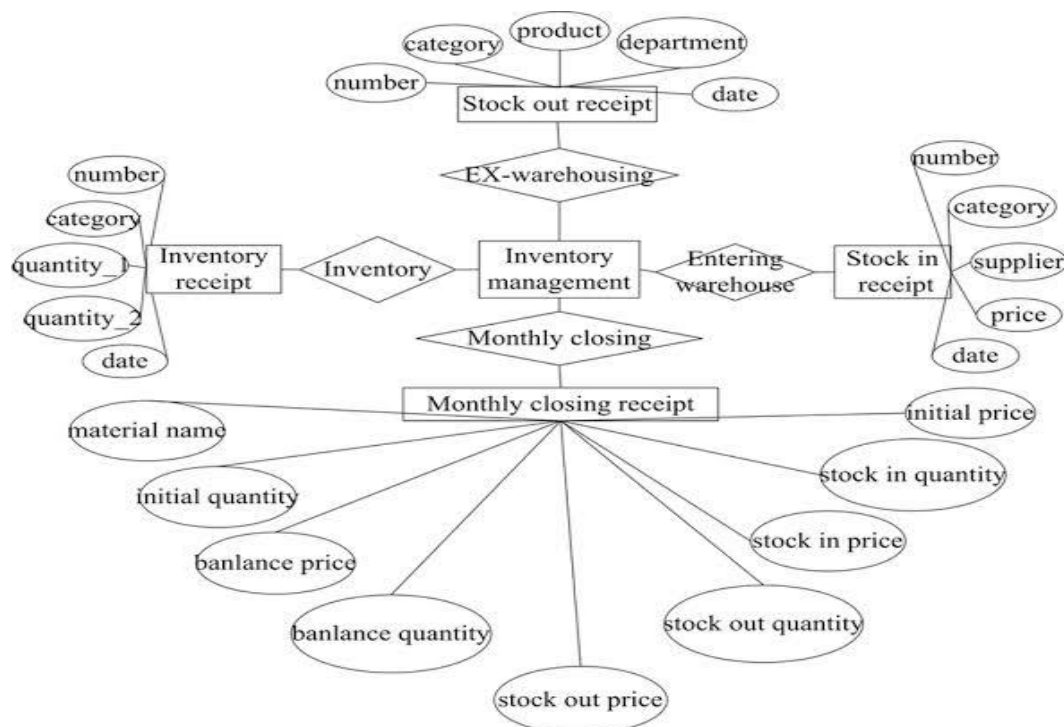 product
category
department
number
date
Stock out receipt
EX-warehousing
number
category
quantity_1
quantity_2
date
Inventory
receipt
Inventory
Inventory
management
Entering
warehouse
Stock in
receipt
number
category
supplier
price
date
Monthly closing
Monthly closing receipt
material name
initial quantity
banlance price
banlance quantity
stock out price
stock out quantity
stock in price
stock in quantity
initial price